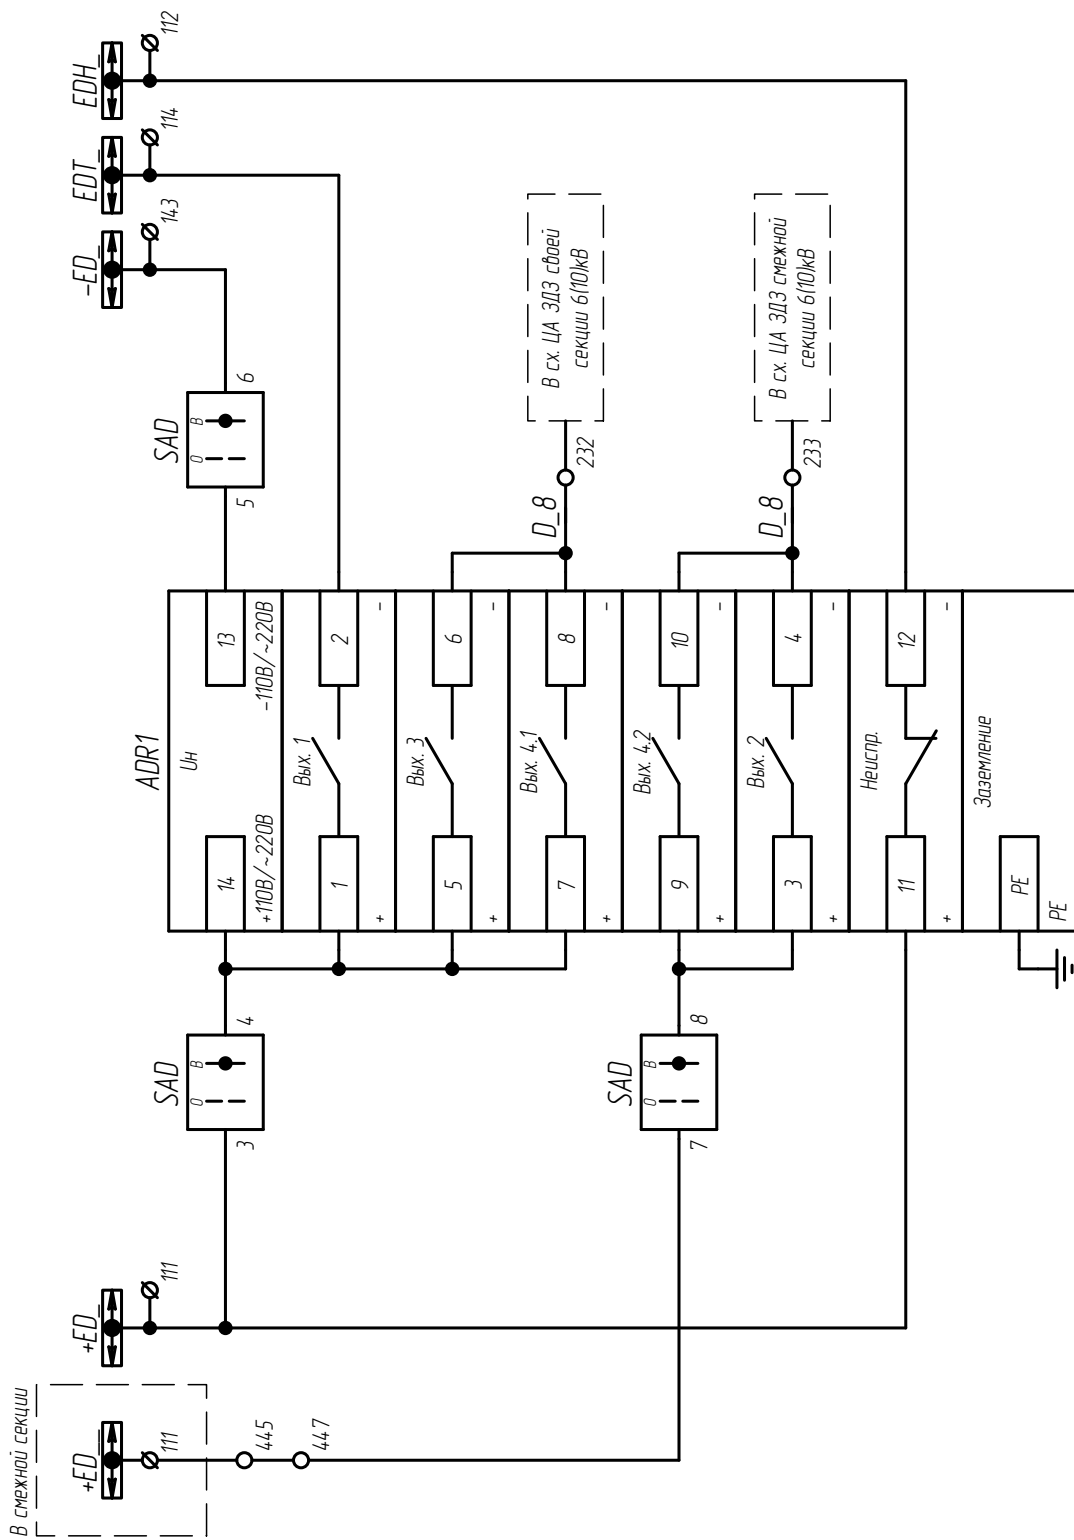 В смежной секции
+ED_
+ED_
-ED_
EDT_
EDH_
111
111
143
114
112
ADR1
SAD
O
B
3
4
14
Uн
13
+110В/~220В
-110В/~220В
SAD
O
B
5
6
445
447
1
Вых. 1
2
+
-
5
Вых. 3
6
+
-
7
Вых. 4.1
8
+
-
D_8
232
В сх. ЦА ЗДЗ своей
секции 6(10)кВ
SAD
O
B
7
8
9
Вых. 4.2
10
+
-
3
Вых. 2
4
+
-
D_8
233
В сх. ЦА ЗДЗ смежной
секции 6(10)кВ
11
Неиспр.
12
+
-
PE
Заземление
PE